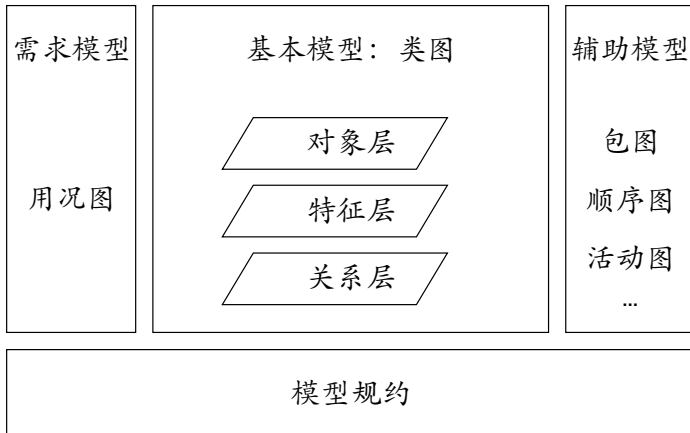 需求模型
用况图
基本模型: 类图
对象层
特征层
关系层
辅助模型
包图
顺序图
活动图
...
模型规约